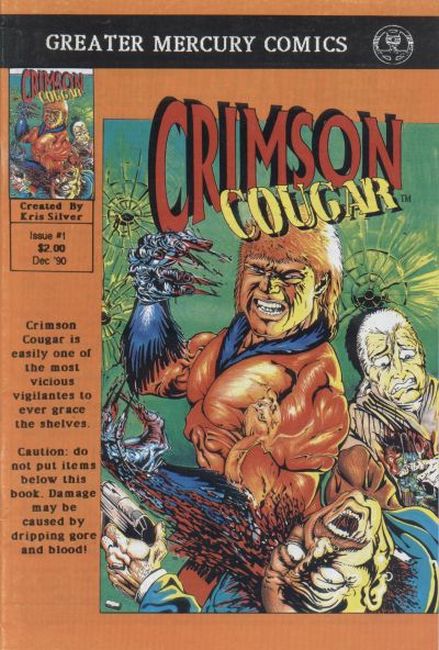 GREATER MERCURY COMICS
CRIMSON
COUGAR
Created By
Kris Silver
Issue #1
$2.00
Dec '90
CRIMSON
COUGAR™
Crimson
Cougar is
easily one of
the most
vicious
vigilantes to
ever grace
the shelves.
Caution: do
not put items
below this
book. Damage
may be
caused by
dripping gore
and blood!